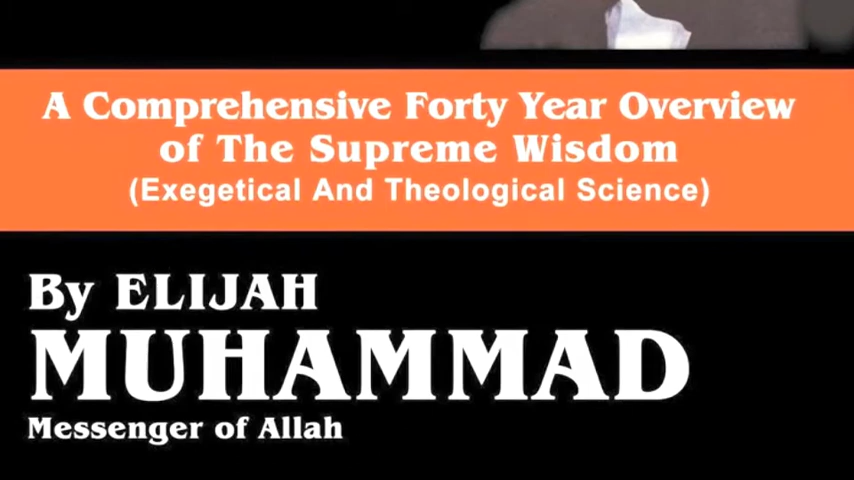 A Comprehensive Forty Year Overview
of The Supreme Wisdom
(Exegetical And Theological Science)
By ELIJAH
MUHAMMAD
Messenger of Allah